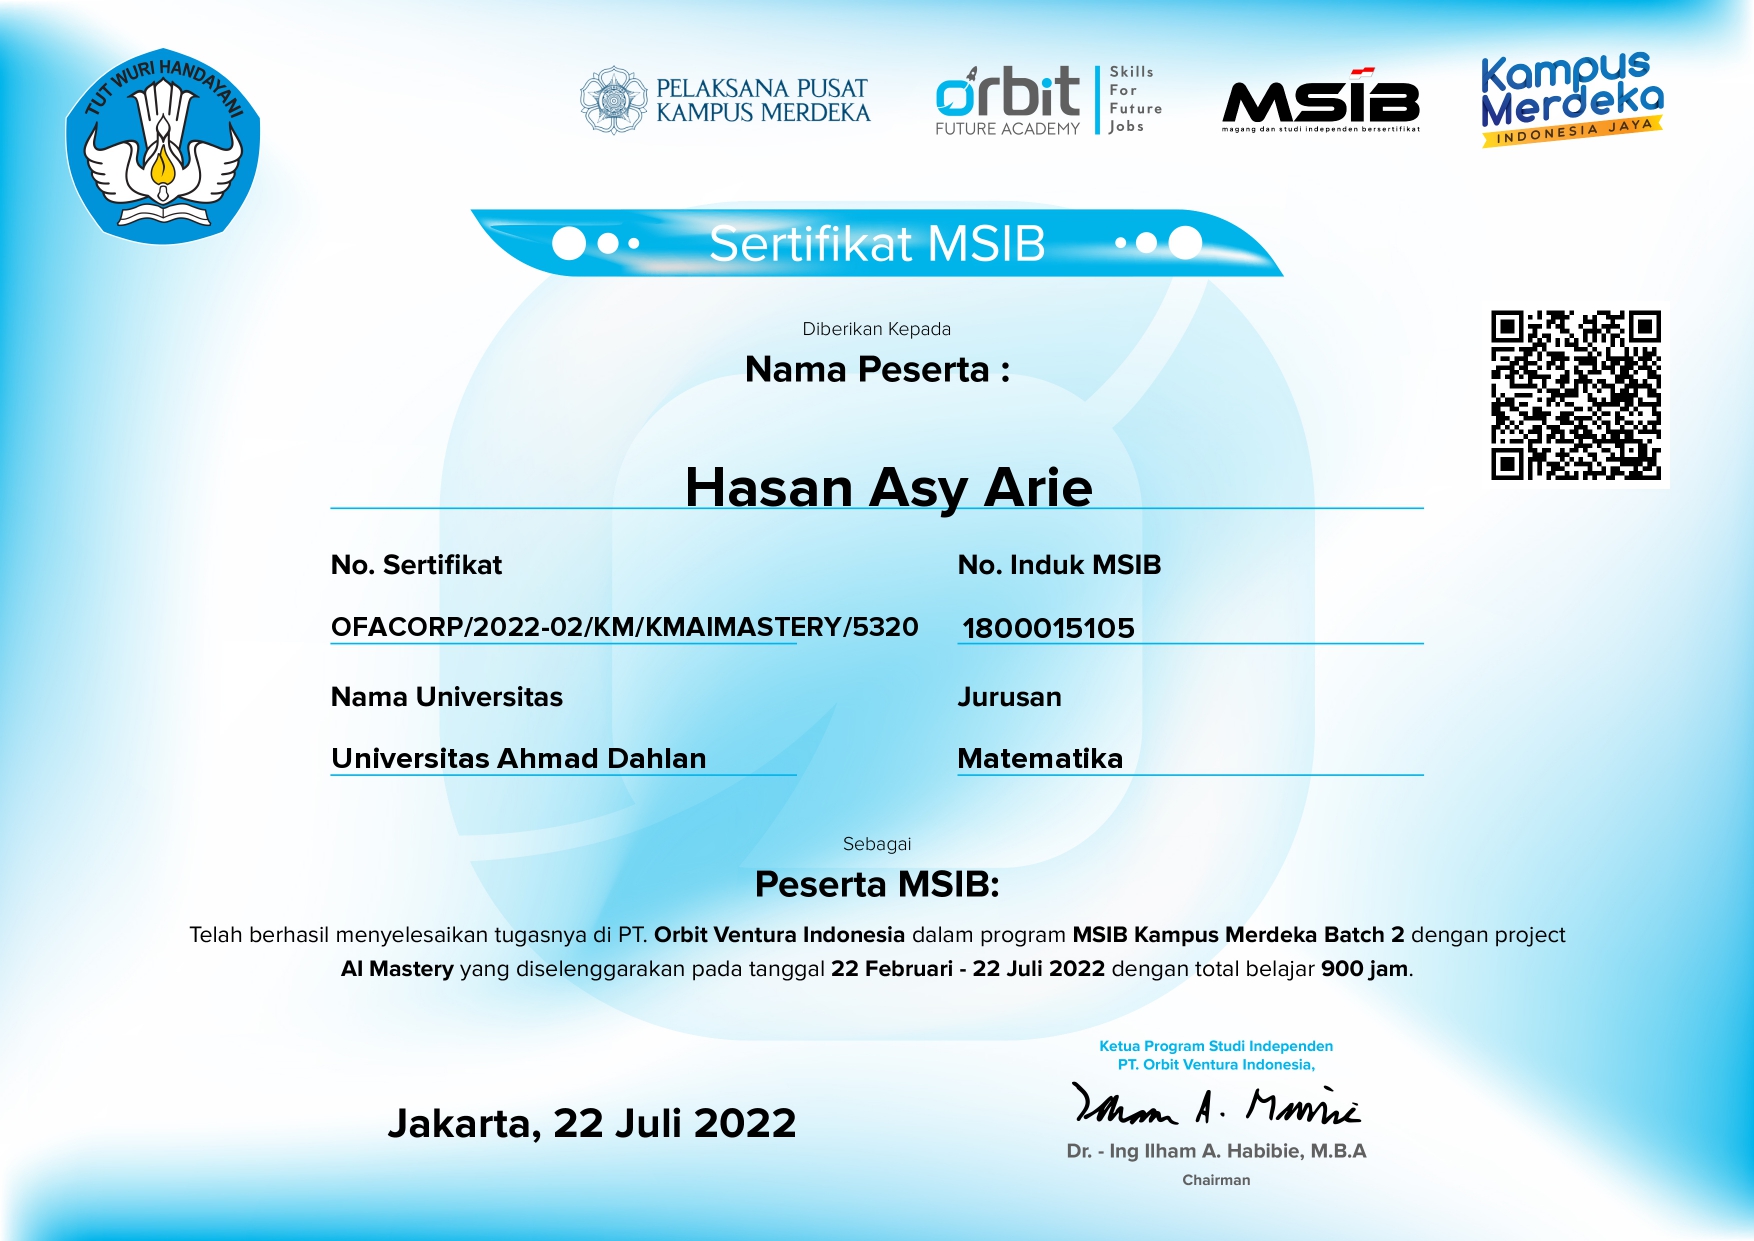 TUT WURI HANDAYANI
PELAKSANA PUSAT
KAMPUS MERDEKA
orbit
FUTURE ACADEMY
Skills
For
Future
Jobs
MSIB
magang dan studi independen bersertifikat
Kampus
Merdeka
INDONESIA JAYA
Sertifikat MSIB
Diberikan Kepada
Nama Peserta :
Hasan Asy Arie
No. Sertifikat
No. Induk MSIB
OFACORP/2022-02/KM/KMAIMASTERY/5320
1800015105
Nama Universitas
Jurusan
Universitas Ahmad Dahlan
Matematika
Sebagai
Peserta MSIB:
Telah berhasil menyelesaikan tugasnya di PT. Orbit Ventura Indonesia dalam program MSIB Kampus Merdeka Batch 2 dengan project
AI Mastery yang diselenggarakan pada tanggal 22 Februari - 22 Juli 2022 dengan total belajar 900 jam.
Ketua Program Studi Independen
PT. Orbit Ventura Indonesia,
Jakarta, 22 Juli 2022
Dr. - Ing Ilham A. Habibie, M.B.A
Chairman